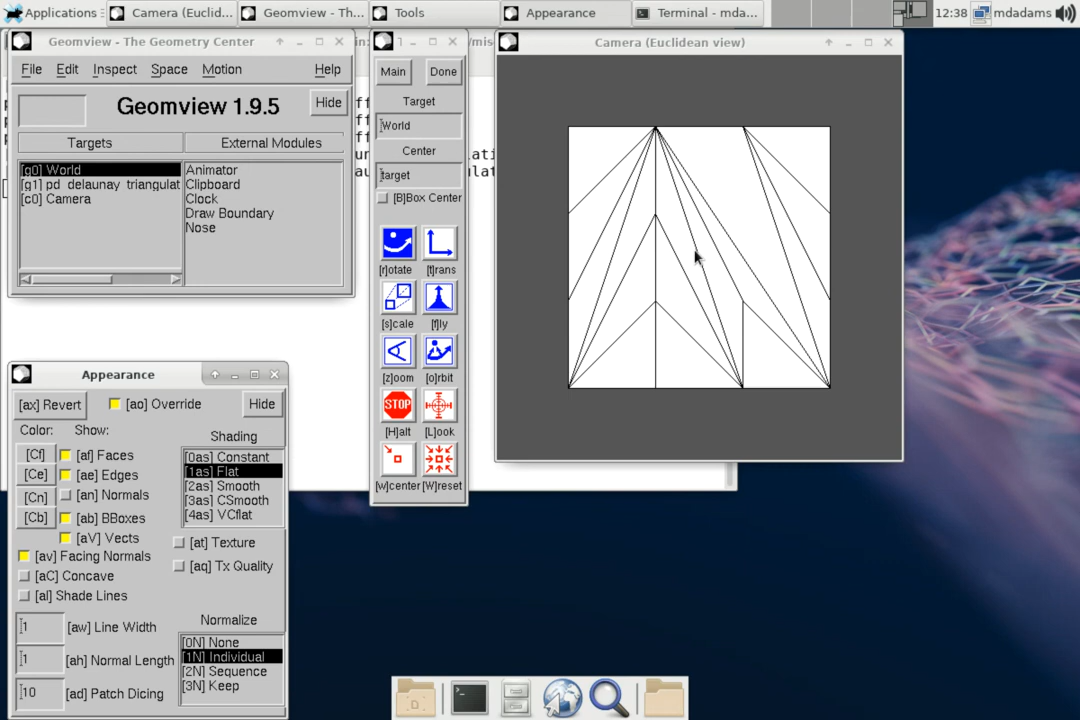 Applications
Camera (Euclid...
Geomview - Th...
Tools
Appearance
Terminal - mda...
12:38
mdadams
Geomview - The Geometry Center
File Edit Inspect Space Motion Help
Geomview 1.9.5
Hide
Targets
External Modules
[g0] World
[g1] pd_delaunay_triangulat
[c0] Camera
Animator
Clipboard
Clock
Draw Boundary
Nose
Main
Done
Target
World
Center
target
[B]Box Center
[r]otate
[t]rans
[s]cale
[f]ly
[z]oom
[o]rbit
STOP
[H]alt
[L]ook
[w]center
[W]reset
Camera (Euclidean view)
Appearance
[ax] Revert
[ao] Override
Hide
Color:
Show:
[Cf]
[af] Faces
[Ce]
[ae] Edges
[Cn]
[an] Normals
[Cb]
[ab] BBoxes
[aV] Vects
[av] Facing Normals
[aC] Concave
[al] Shade Lines
Shading
[0as] Constant
[1as] Flat
[2as] Smooth
[3as] CSmooth
[4as] VCflat
[at] Texture
[aq] Tx Quality
1
[aw] Line Width
1
[ah] Normal Length
10
[ad] Patch Dicing
Normalize
[0N] None
[1N] Individual
[2N] Sequence
[3N] Keep